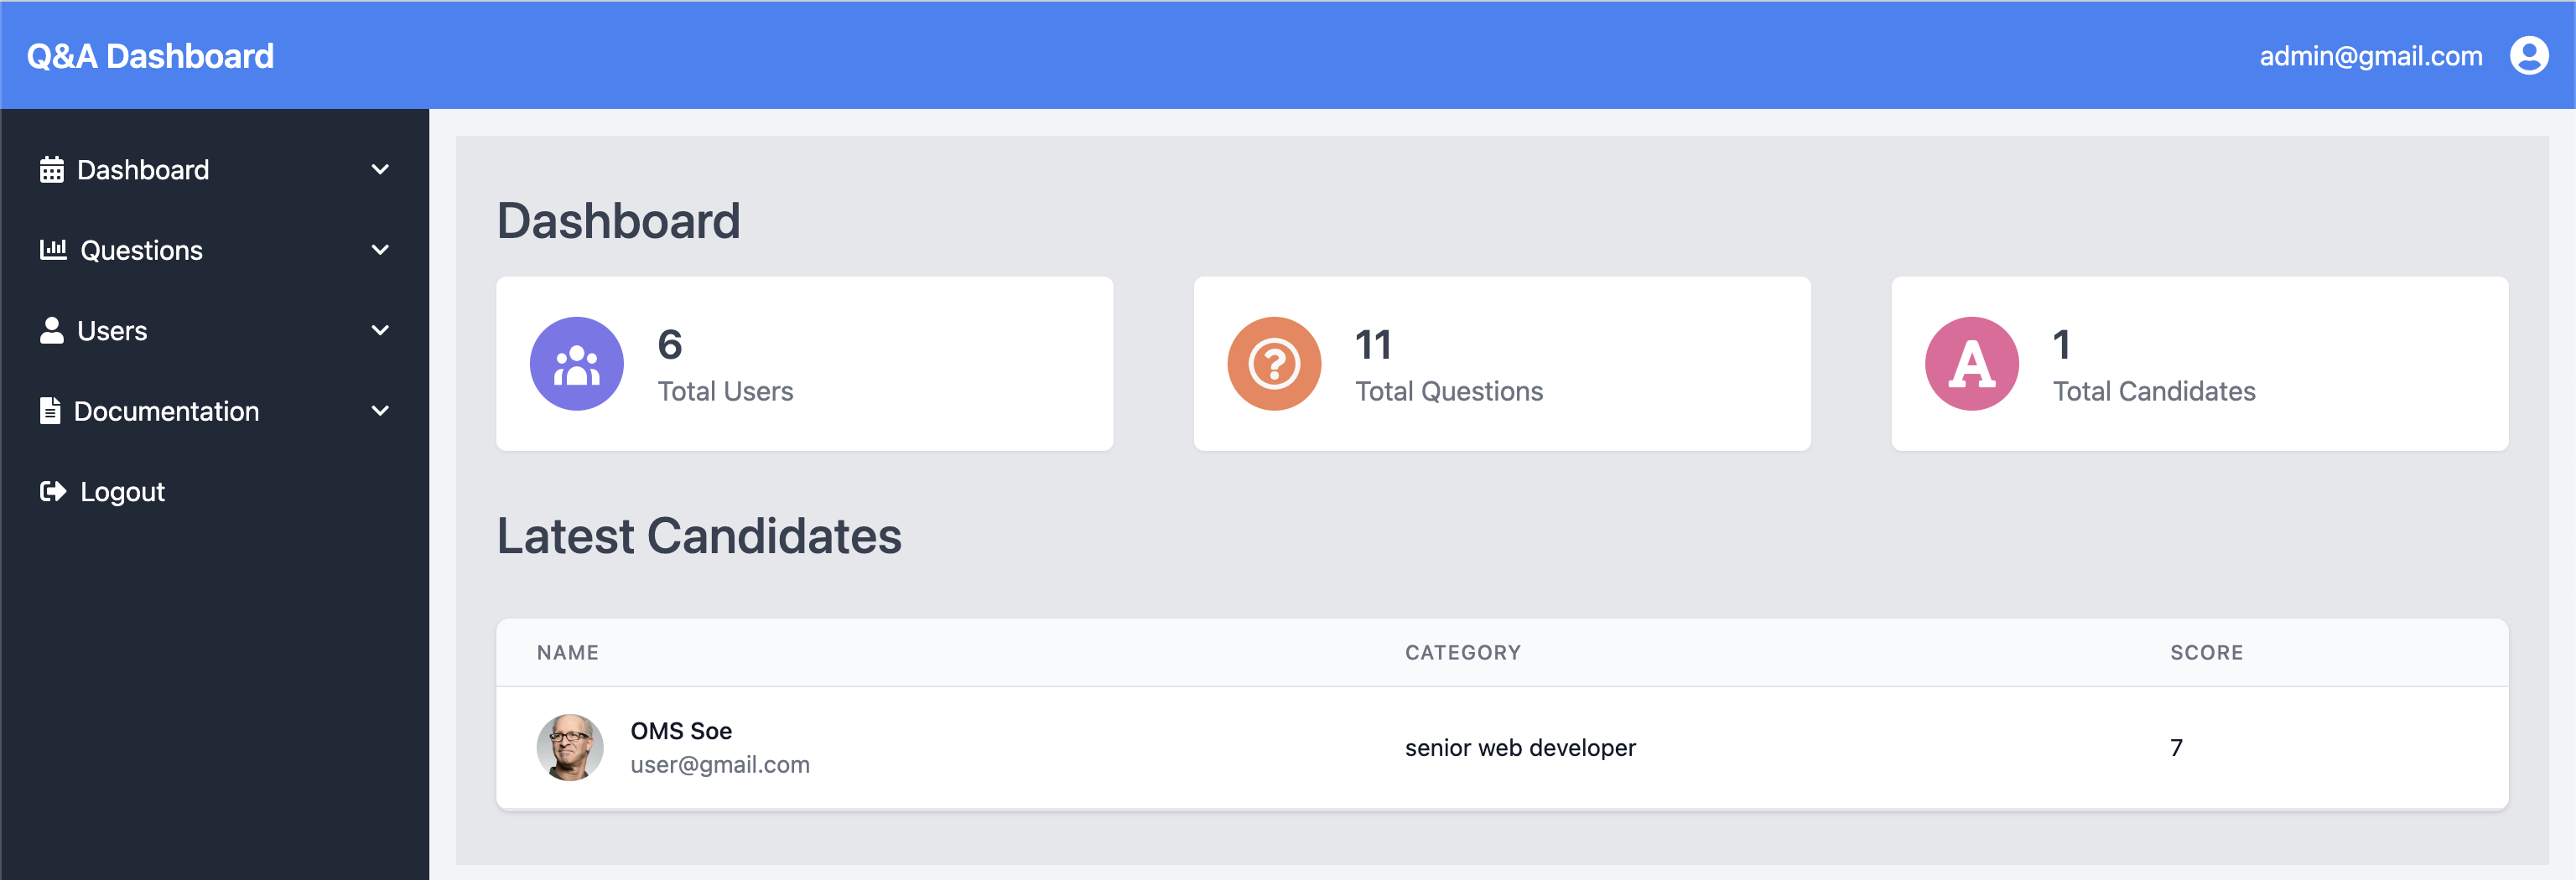 Q&A Dashboard
admin@gmail.com
Dashboard
Questions
Users
Documentation
Logout
Dashboard
6
Total Users
11
Total Questions
A
1
Total Candidates
Latest Candidates
NAME CATEGORY SCORE
OMS Soe
user@gmail.com
senior web developer
7